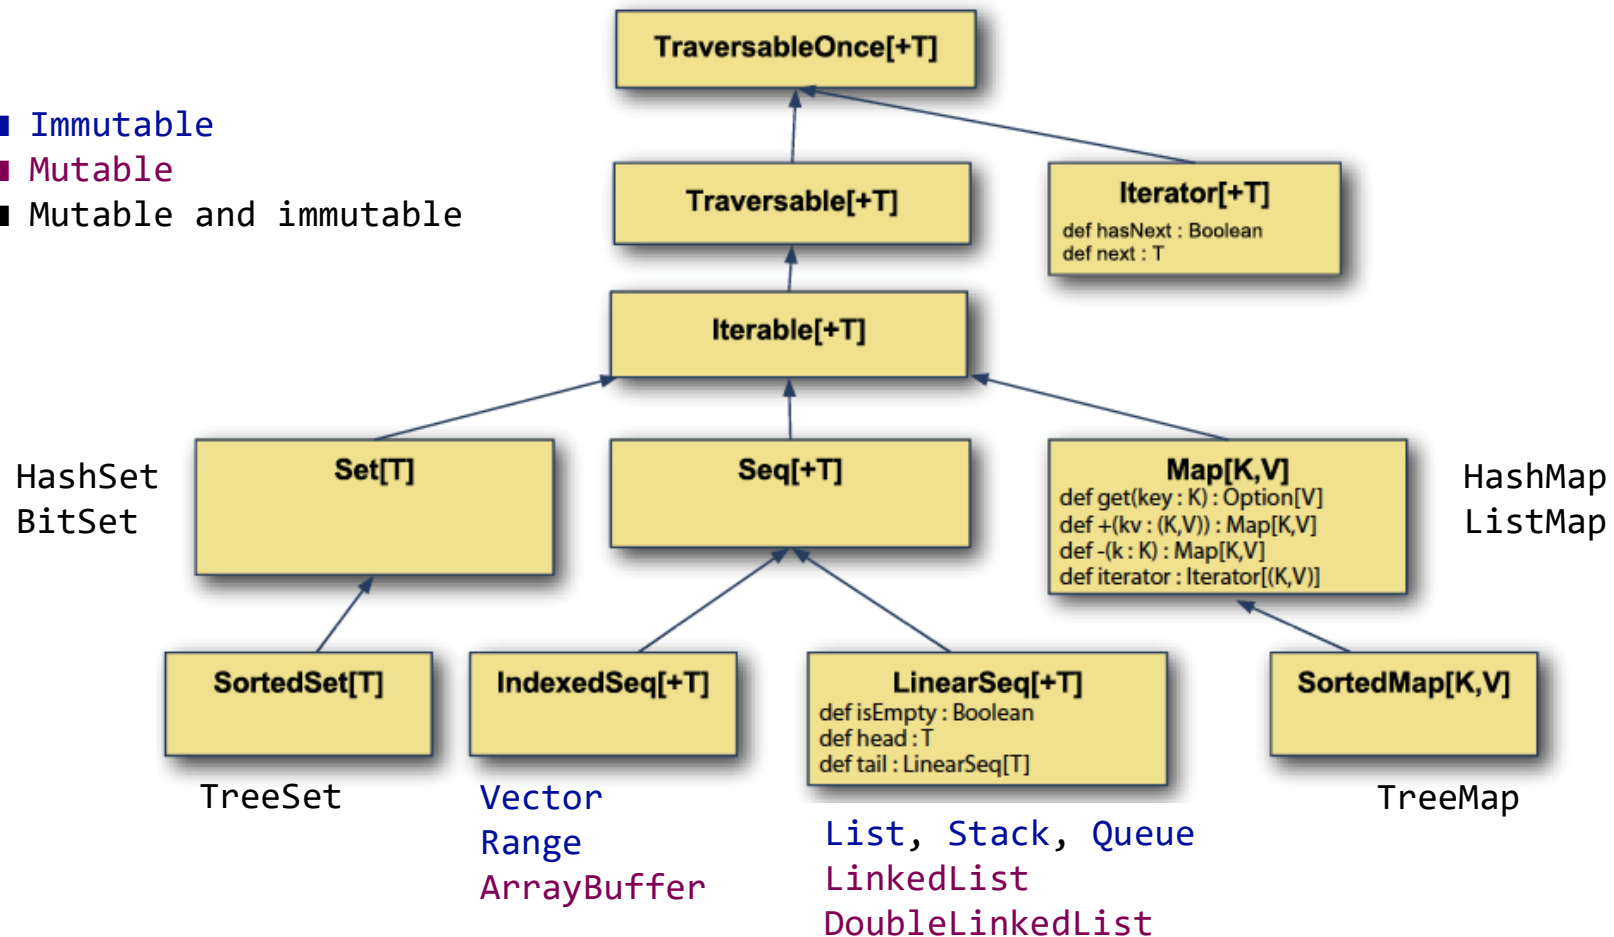 TraversableOnce[+T]
Immutable
Mutable
Mutable and immutable
Traversable[+T]
Iterator[+T]
def hasNext : Boolean
def next : T
Iterable[+T]
HashSet
BitSet
Set[T]
Seq[+T]
Map[K,V]
def get(key : K) : Option[V]
def +(kv : (K,V)) : Map[K,V]
def -(k : K) : Map[K,V]
def iterator : Iterator[(K,V)]
HashMap
ListMap
SortedSet[T]
IndexedSeq[+T]
LinearSeq[+T]
def isEmpty : Boolean
def head : T
def tail : LinearSeq[T]
SortedMap[K,V]
TreeSet
Vector
Range
ArrayBuffer
List, Stack, Queue
LinkedList
DoubleLinkedList
TreeMap